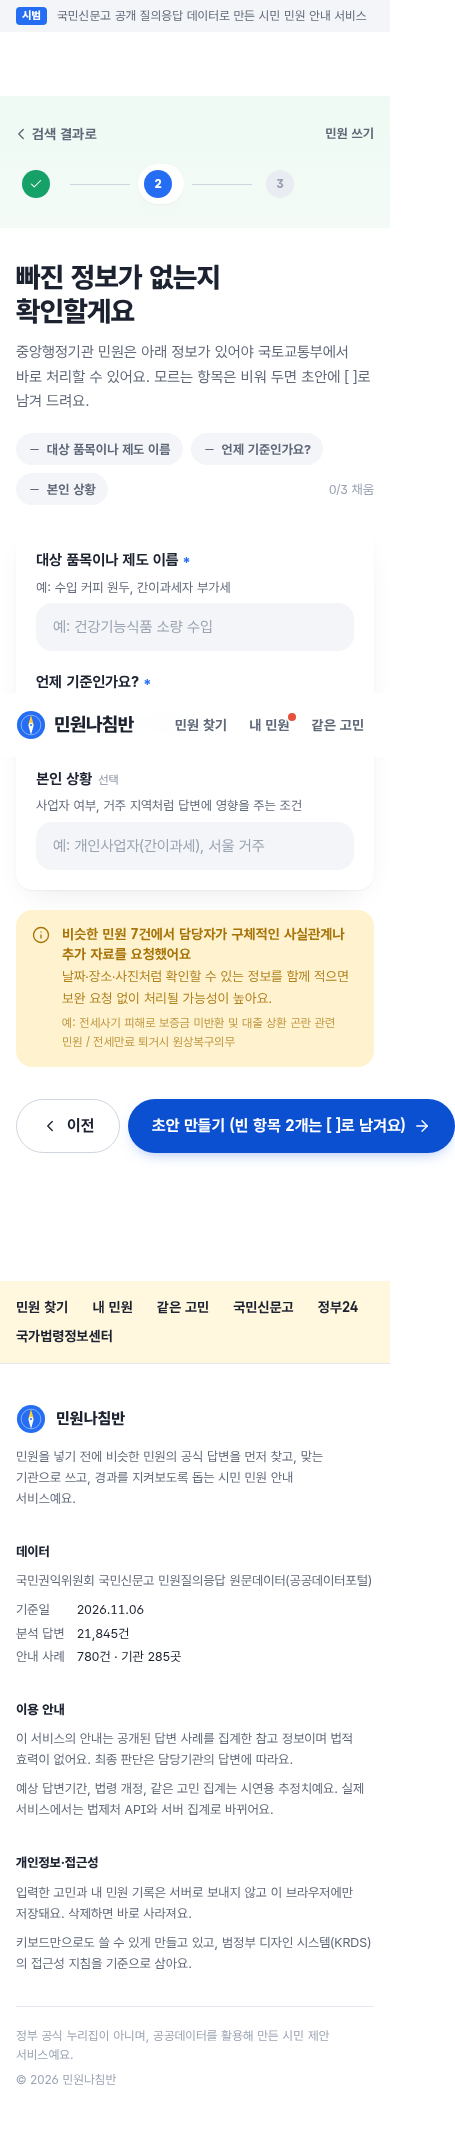 시범 국민신문고 공개 질의응답 데이터로 만든 시민 민원 안내 서비스
검색 결과로 민원 쓰기
2 3
빠진 정보가 없는지
확인할게요
중앙행정기관 민원은 아래 정보가 있어야 국토교통부에서
바로 처리할 수 있어요. 모르는 항목은 비워 두면 초안에 [ ]로
남겨 드려요.
대상 품목이나 제도 이름 언제 기준인가요?
본인 상황 0/3 채움
대상 품목이나 제도 이름 *
예: 수입 커피 원두, 간이과세자 부가세
예: 건강기능식품 소량 수입
언제 기준인가요? *
민원나침반 민원 찾기 내 민원 같은 고민
본인 상황 선택
사업자 여부, 거주 지역처럼 답변에 영향을 주는 조건
예: 개인사업자(간이과세), 서울 거주
비슷한 민원 7건에서 담당자가 구체적인 사실관계나
추가 자료를 요청했어요
날짜·장소·사진처럼 확인할 수 있는 정보를 함께 적으면
보완 요청 없이 처리될 가능성이 높아요.
예: 전세사기 피해로 보증금 미반환 및 대출 상환 곤란 관련
민원 / 전세만료 퇴거시 원상복구의무
이전 초안 만들기 (빈 항목 2개는 [ ]로 남겨요)
민원 찾기 내 민원 같은 고민 국민신문고 정부24
국가법령정보센터
민원나침반
민원을 넣기 전에 비슷한 민원의 공식 답변을 먼저 찾고, 맞는
기관으로 쓰고, 경과를 지켜보도록 돕는 시민 민원 안내
서비스예요.
데이터
국민권익위원회 국민신문고 민원질의응답 원문데이터(공공데이터포털)
기준일 2026.11.06
분석 답변 21,845건
안내 사례 780건 · 기관 285곳
이용 안내
이 서비스의 안내는 공개된 답변 사례를 집계한 참고 정보이며 법적
효력이 없어요. 최종 판단은 담당기관의 답변에 따라요.
예상 답변기간, 법령 개정, 같은 고민 집계는 시연용 추정치예요. 실제
서비스에서는 법제처 API와 서버 집계로 바뀌어요.
개인정보·접근성
입력한 고민과 내 민원 기록은 서버로 보내지 않고 이 브라우저에만
저장돼요. 삭제하면 바로 사라져요.
키보드만으로도 쓸 수 있게 만들고 있고, 범정부 디자인 시스템(KRDS)
의 접근성 지침을 기준으로 삼아요.
정부 공식 누리집이 아니며, 공공데이터를 활용해 만든 시민 제안
서비스예요.
© 2026 민원나침반